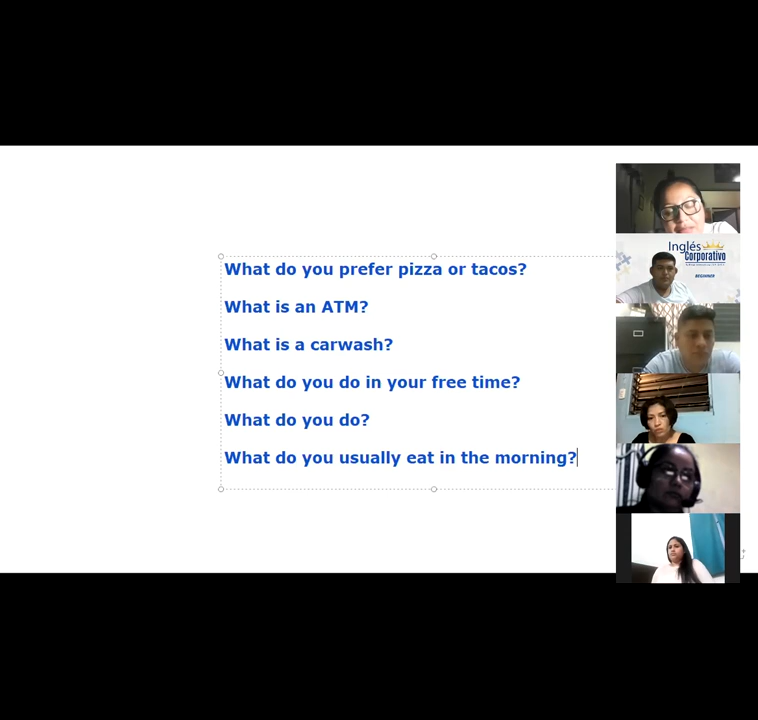 What do you prefer pizza or tacos?
What is an ATM?
What is a carwash?
What do you do in your free time?
What do you do?
What do you usually eat in the morning?
Inglés
Corporativo
BEGINNER